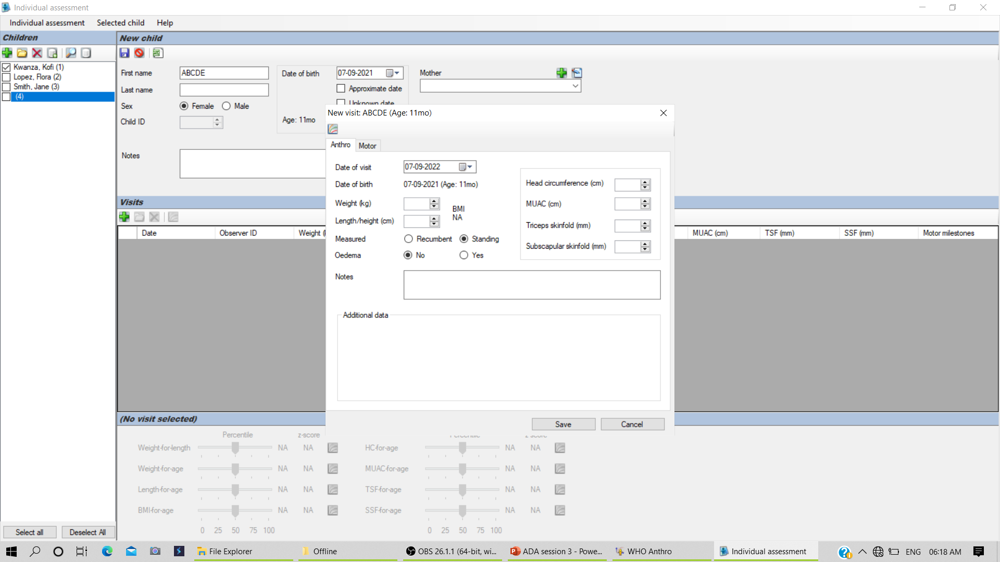 Individual assessment
Individual assessment Selected child Help
Children
Kwanza, Kofi (1)
Lopez, Flora (2)
Smith, Jane (3)
(4)
Select all Deselect All
New child
First name ABCDE
Last name
Sex Female Male
Child ID
Notes
Date of birth 07-09-2021
Approximate date
Unknown date
Age: 11mo
Mother
Visits
Date Observer ID Weight ( MUAC (cm) TSF (mm) SSF (mm) Motor milestones
New visit: ABCDE (Age: 11mo)
Anthro Motor
Date of visit 07-09-2022
Date of birth 07-09-2021 (Age: 11mo)
Weight (kg)
Length/height (cm)
BMI
NA
Measured Recumbent Standing
Oedema No Yes
Head circumference (cm)
MUAC (cm)
Triceps skinfold (mm)
Subscapular skinfold (mm)
Notes
Additional data
Save Cancel
(No visit selected)
Percentile z-score Percentile z-score
Weight-for-length NA NA HC-for-age NA NA
Weight-for-age NA NA MUAC-for-age NA NA
Length-for-age NA NA TSF-for-age NA NA
BMI-for-age NA NA SSF-for-age NA NA
0 25 50 75 100 0 25 50 75 100
File Explorer Offline OBS 26.1.1 (64-bit, wi... ADA session 3 - Powe... WHO Anthro Individual assessment ENG 06:18 AM